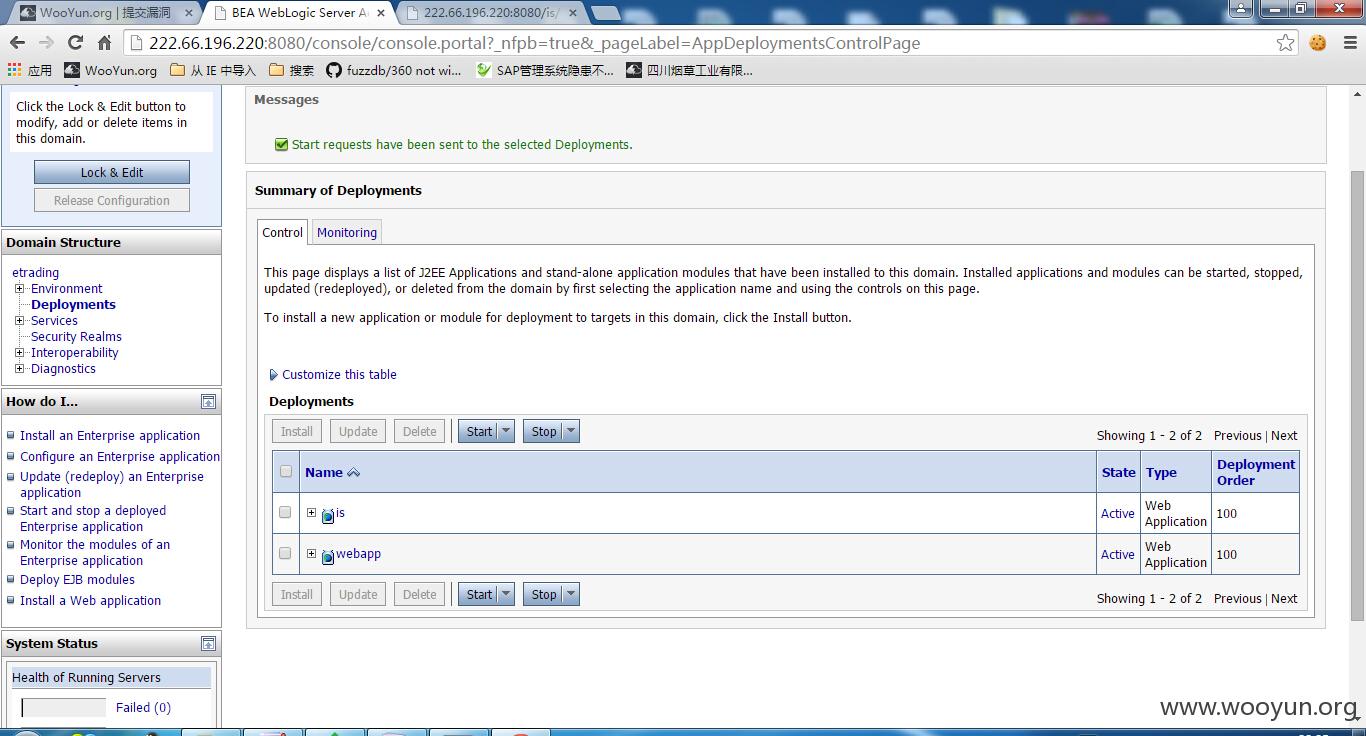 WooYun.org | 提交漏洞
BEA WebLogic Server A
222.66.196.220:8080/is/
222.66.196.220:8080/console/console.portal?_nfpb=true&_pageLabel=AppDeploymentsControlPage
应用
WooYun.org
从 IE 中导入
搜索
fuzzdb/360 not wi...
SAP管理系统隐患不...
四川烟草工业有限...
Click the Lock & Edit button to
modify, add or delete items in
this domain.
Lock & Edit
Release Configuration
Domain Structure
etrading
Environment
Deployments
Services
Security Realms
Interoperability
Diagnostics
How do I...
Install an Enterprise application
Configure an Enterprise application
Update (redeploy) an Enterprise
application
Start and stop a deployed
Enterprise application
Monitor the modules of an
Enterprise application
Deploy EJB modules
Install a Web application
System Status
Health of Running Servers
Failed (0)
Messages
Start requests have been sent to the selected Deployments.
Summary of Deployments
Control
Monitoring
This page displays a list of J2EE Applications and stand-alone application modules that have been installed to this domain. Installed applications and modules can be started, stopped,
updated (redeployed), or deleted from the domain by first selecting the application name and using the controls on this page.
To install a new application or module for deployment to targets in this domain, click the Install button.
Customize this table
Deployments
Install Update Delete Start Stop
Showing 1 - 2 of 2 Previous | Next
Name State Type Deployment
Order
is Active Web
Application 100
webapp Active Web
Application 100
Install Update Delete Start Stop
Showing 1 - 2 of 2 Previous | Next
www.wooyun.org